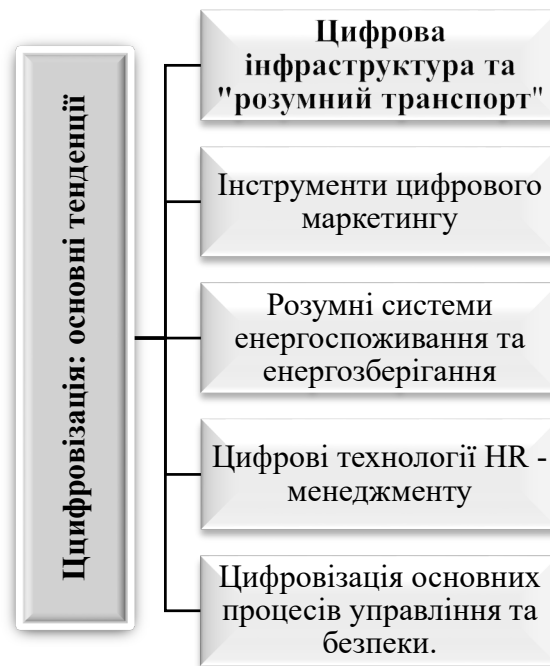 Ццифровізація: основні тенденції
Цифрова
інфраструктура та
"розумний транспорт"
Інструменти цифрового
маркетингу
Розумні системи
енергоспоживання та
енергозберігання
Цифрові технології HR -
менеджменту
Цифровізація основних
процесів управління та
безпеки.